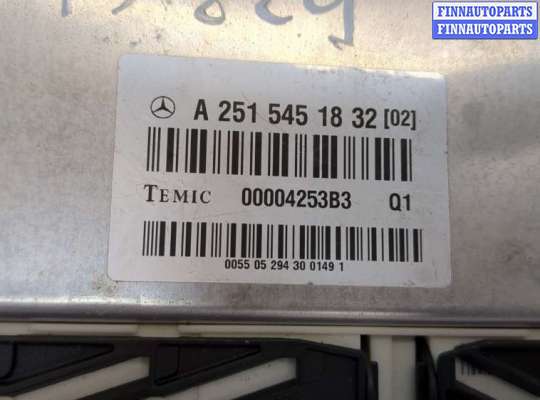 FINNAUTOPARTS
FINNAUTOPARTS
A 251 545 18 32 [02]
TEMIC 00004253B3 Q1
0055 05 294 30 0149 1